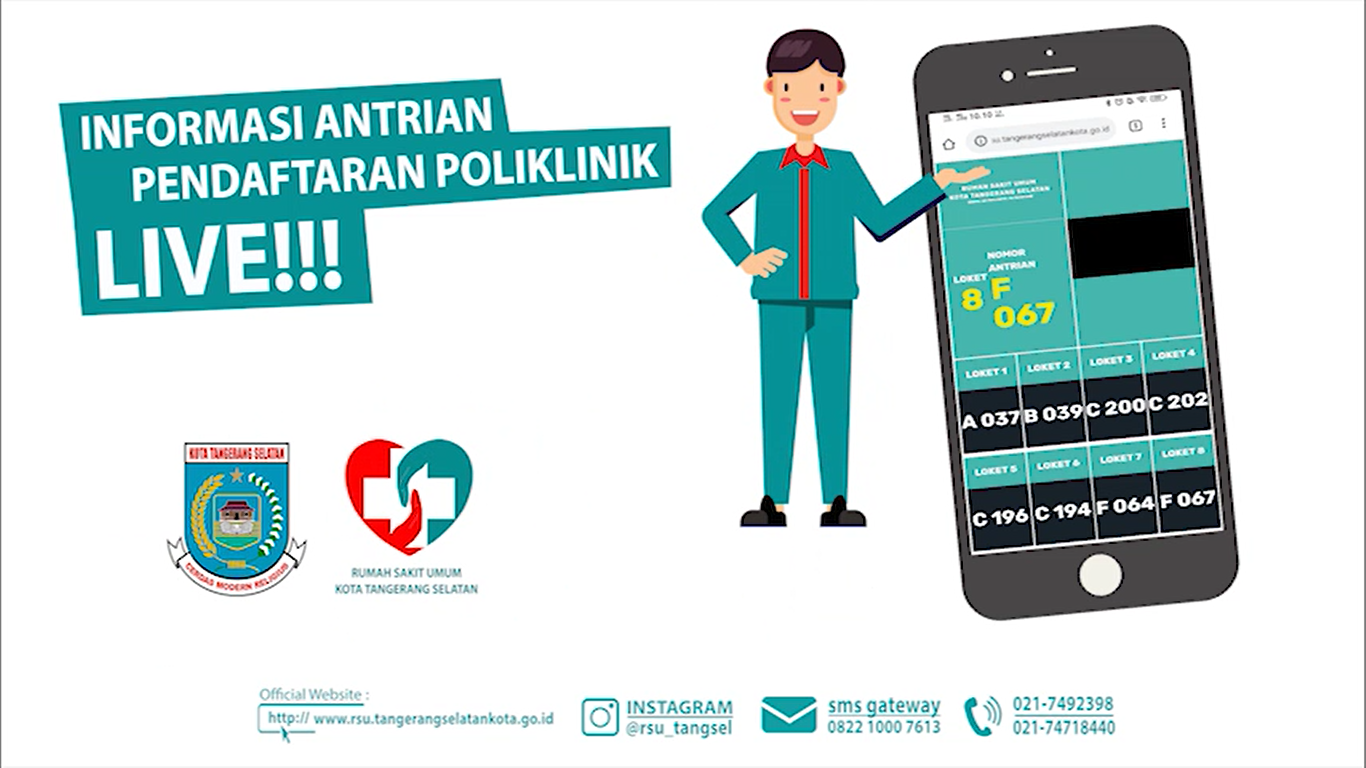 INFORMASI ANTRIAN
PENDAFTARAN POLIKLINIK
LIVE!!!
10.10
su.tangerangselatankota.go.id
RUMAH SAKIT UMUM
KOTA TANGERANG SELATAN
NOMOR
ANTRIAN
LOKET
8 F
067
LOKET 1 LOKET 2 LOKET 3 LOKET 4
A 037 B 039 C 200 C 202
LOKET 5 LOKET 6 LOKET 7 LOKET 8
C 196 C 194 F 064 F 067
KOTA TANGERANG SELATAN
CERDAS MODERN RELIGIUS
RUMAH SAKIT UMUM
KOTA TANGERANG SELATAN
Official Website :
http:// www.rsu.tangerangselatankota.go.id
INSTAGRAM
@rsu_tangsel
sms gateway
0822 1000 7613
021-7492398
021-74718440